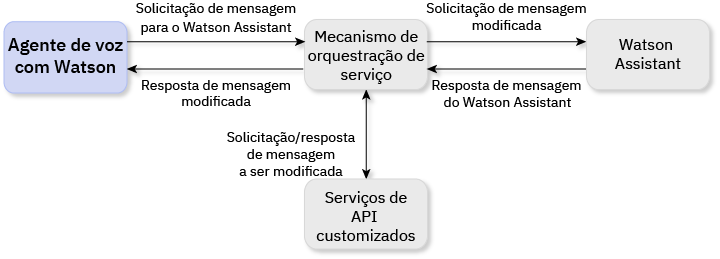 Solicitação de mensagem
para o Watson Assistant
Solicitação de mensagem
modificada
Agente de voz
com Watson
Mecanismo de
orquestração de
serviço
Watson
Assistant
Resposta de mensagem
modificada
Resposta de mensagem
do Watson Assistant
Solicitação/resposta
de mensagem
a ser modificada
Serviços de
API
customizados